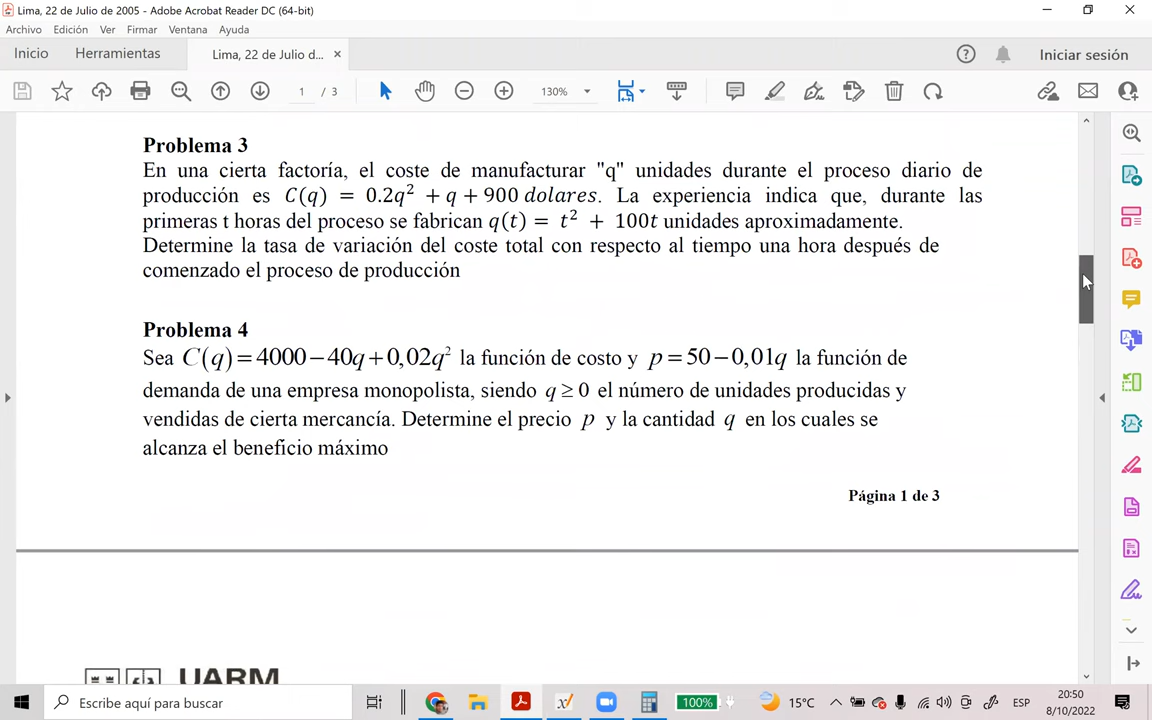 Lima, 22 de Julio de 2005 - Adobe Acrobat Reader DC (64-bit)
Archivo Edición Ver Firmar Ventana Ayuda
Inicio Herramientas Lima, 22 de Julio d... × Iniciar sesión
1 / 3 130%
Problema 3
En una cierta factoría, el coste de manufacturar "q" unidades durante el proceso diario de
producción es C(q) = 0.2q² + q + 900 dolares. La experiencia indica que, durante las
primeras t horas del proceso se fabrican q(t) = t² + 100t unidades aproximadamente.
Determine la tasa de variación del coste total con respecto al tiempo una hora después de
comenzado el proceso de producción
Problema 4
Sea C(q)=4000−40q+0,02q² la función de costo y p=50−0,01q la función de
demanda de una empresa monopolista, siendo q≥0 el número de unidades producidas y
vendidas de cierta mercancía. Determine el precio p y la cantidad q en los cuales se
alcanza el beneficio máximo
Página 1 de 3
UARM
Escribe aquí para buscar
100%
15°C
ESP
20:50
8/10/2022